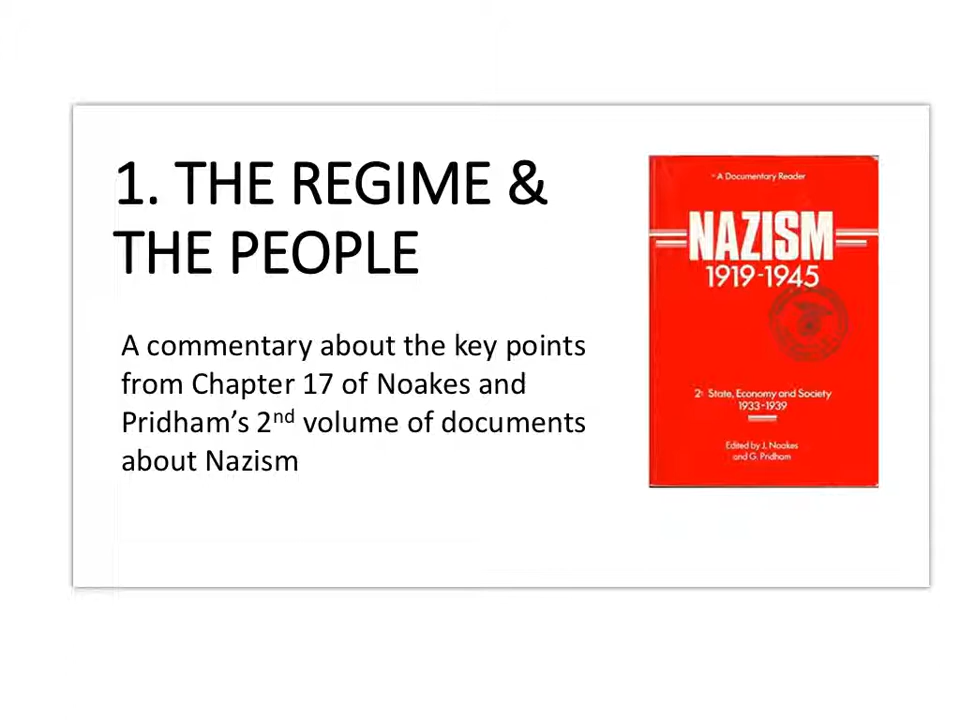 1. THE REGIME &
THE PEOPLE
A commentary about the key points
from Chapter 17 of Noakes and
Pridham’s 2nd volume of documents
about Nazism
A Documentary Reader
NAZISM
1919-1945
2 State, Economy and Society
1933-1939
Edited by J. Noakes
and G. Pridham